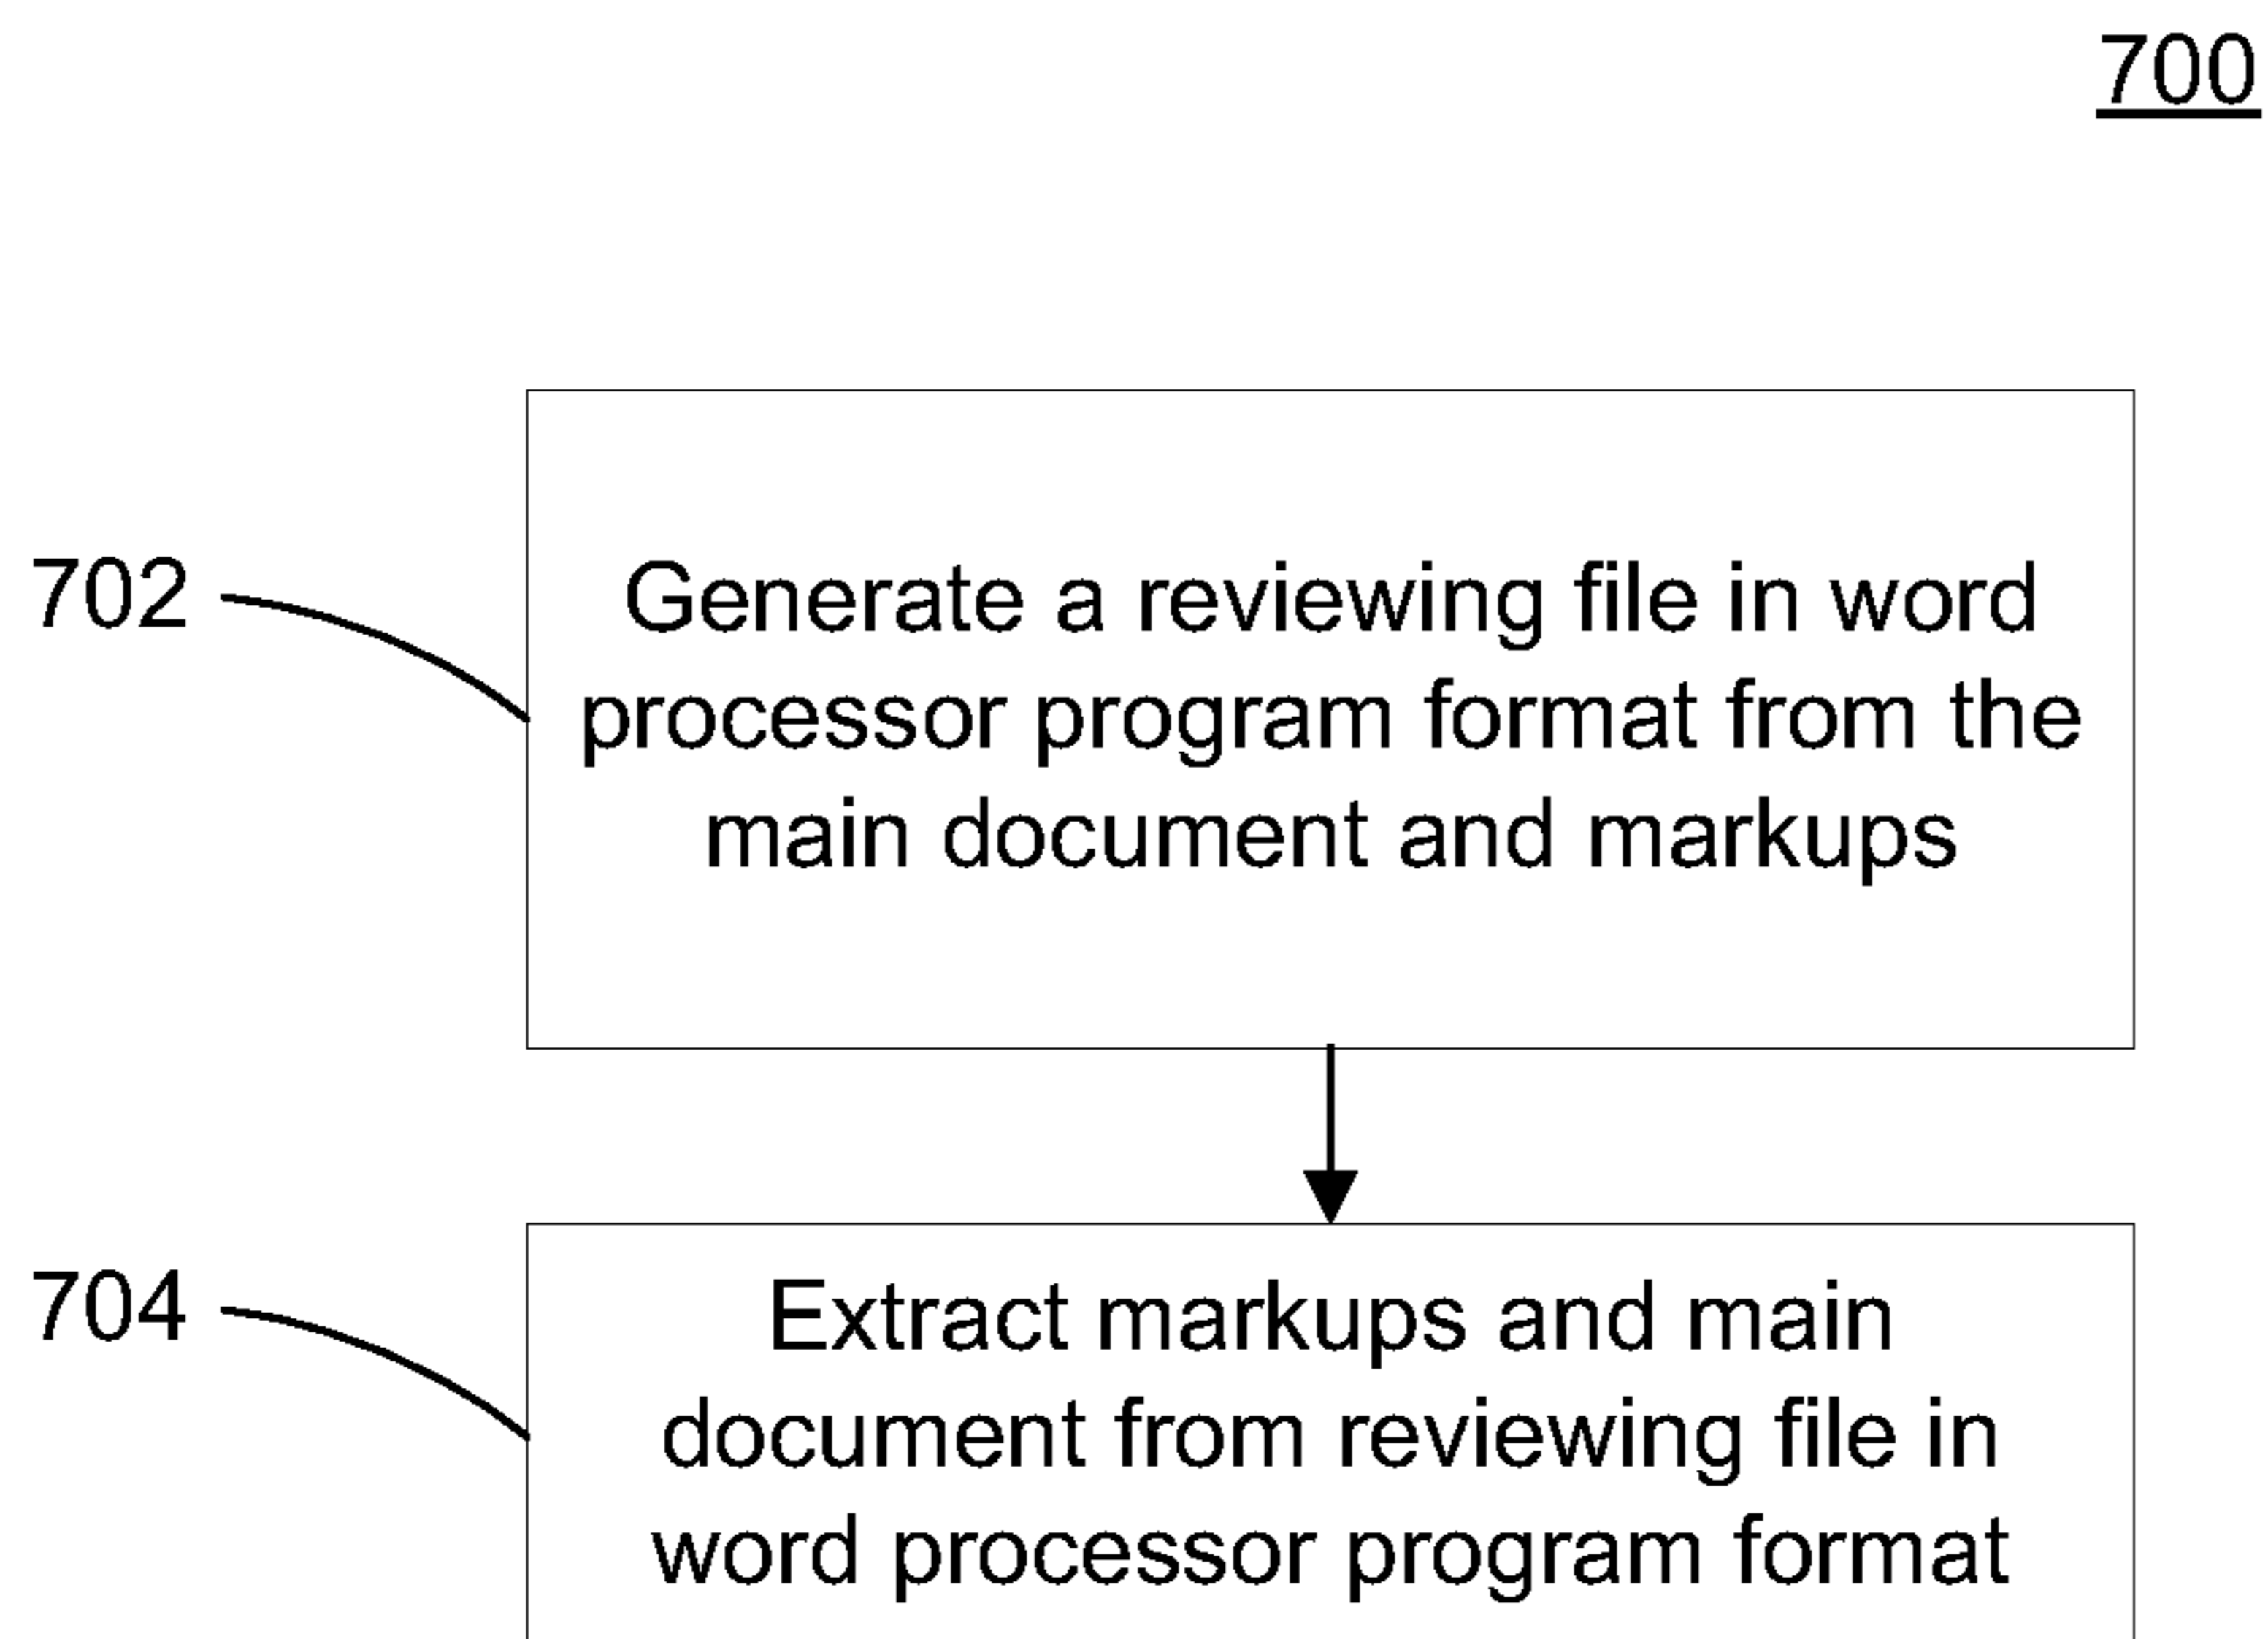 700
702
Generate a reviewing file in word
processor program format from the
main document and markups
704
Extract markups and main
document from reviewing file in
word processor program format